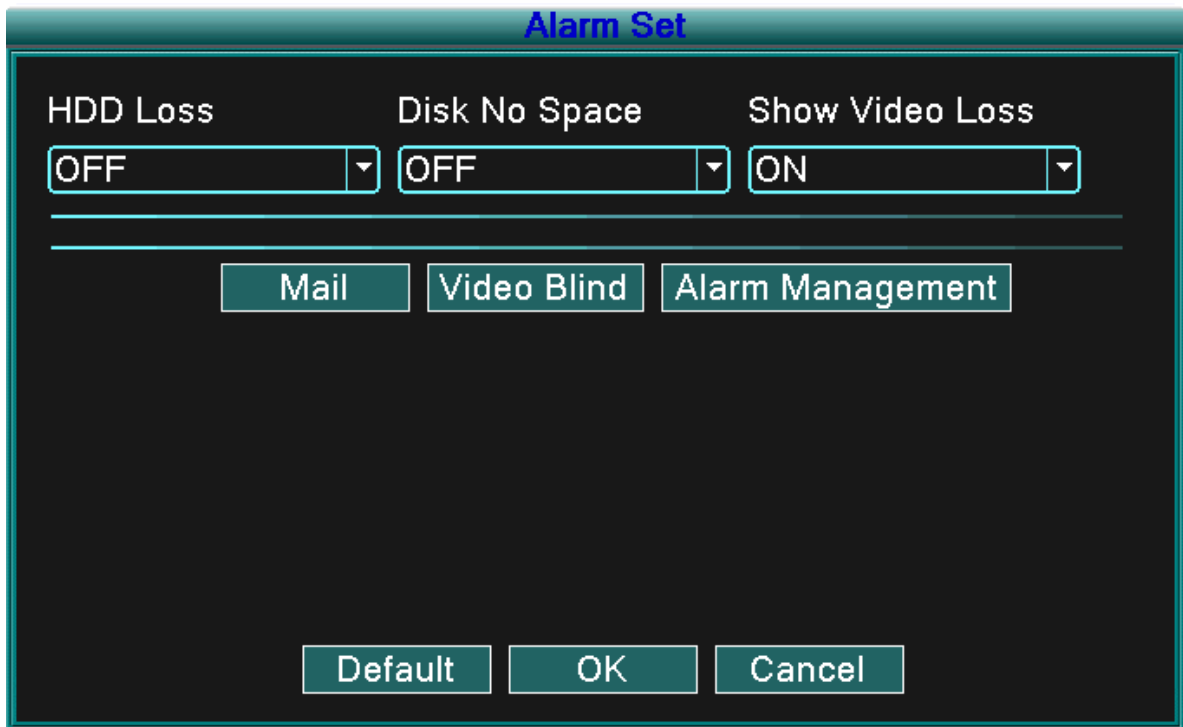 Alarm Set
HDD Loss Disk No Space Show Video Loss
OFF OFF ON
Mail Video Blind Alarm Management
Default OK Cancel